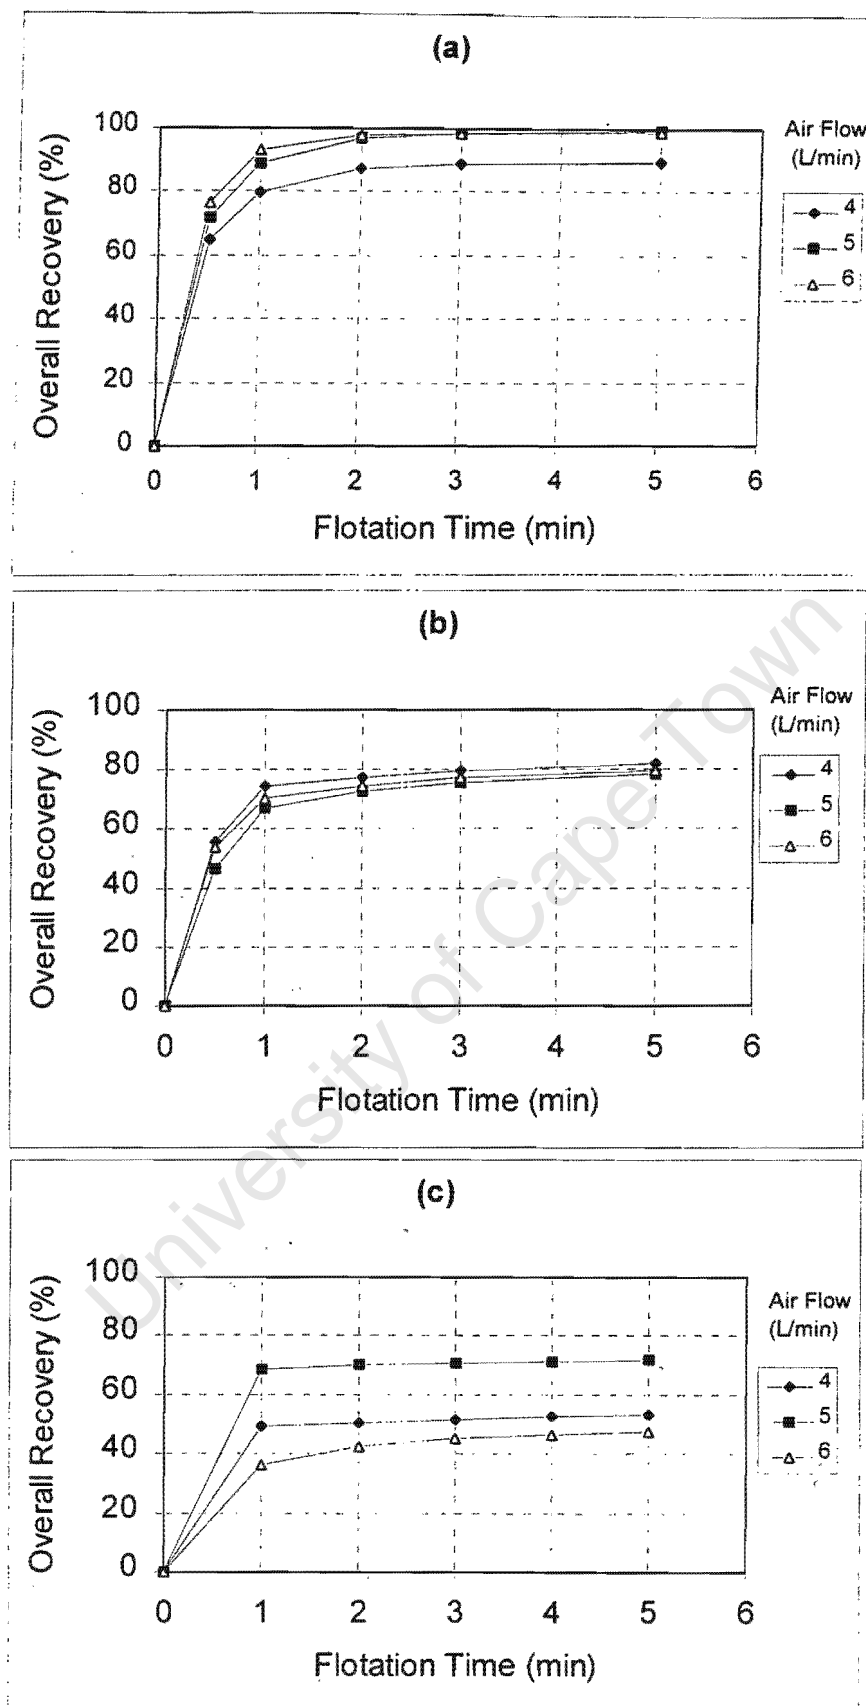 (a)
Overall Recovery (%)
100
80
60
40
20
0
0 1 2 3 4 5 6
Flotation Time (min)
Air Flow
(L/min)
4
5
6
(b)
Overall Recovery (%)
100
80
60
40
20
0
0 1 2 3 4 5 6
Flotation Time (min)
Air Flow
(L/min)
4
5
6
(c)
Overall Recovery (%)
100
80
60
40
20
0
0 1 2 3 4 5 6
Flotation Time (min)
Air Flow
(L/min)
4
5
6
University of Cape Town